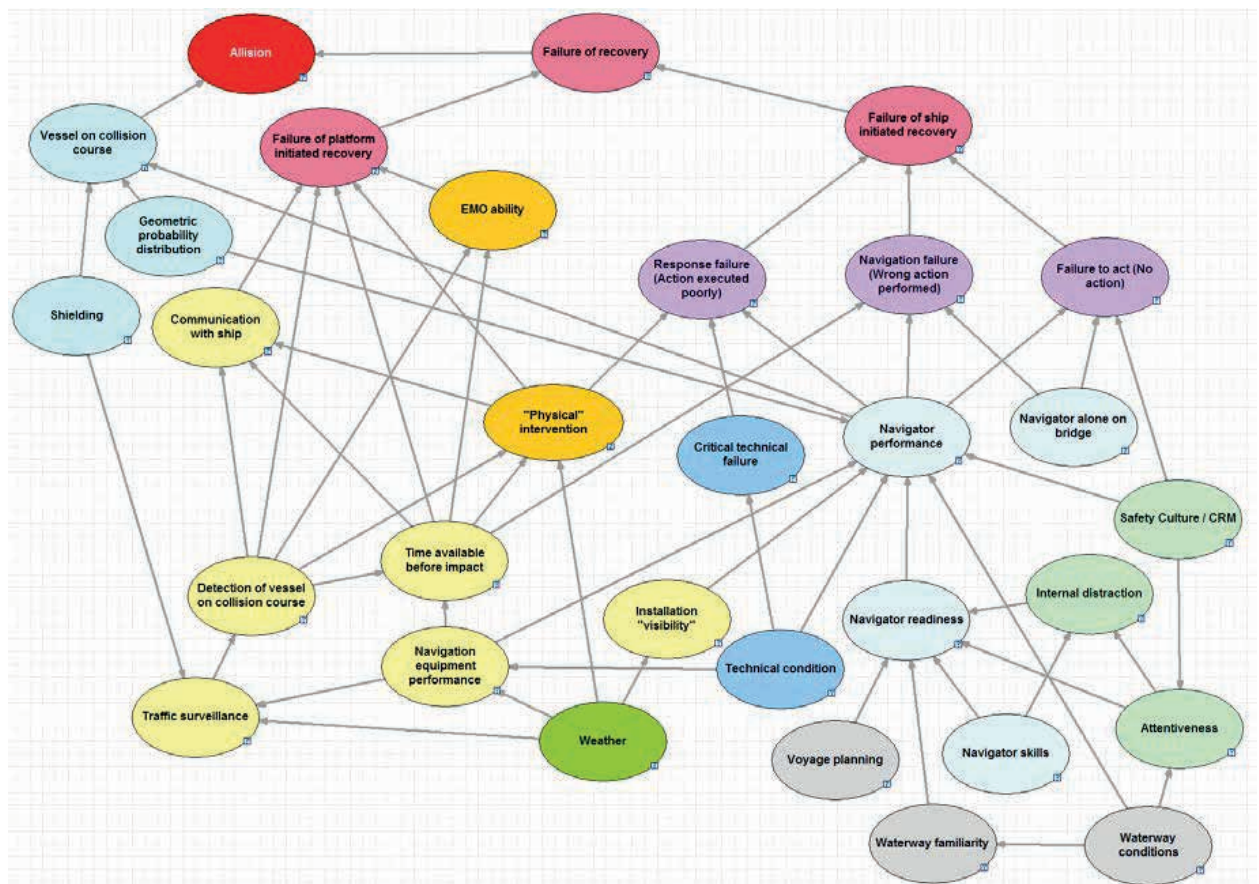 Allision
Failure of recovery
Vessel on collision
course
Failure of platform
initiated recovery
Failure of ship
initiated recovery
EMO ability
Geometric
probability
distribution
Response failure
(Action executed
poorly)
Navigation failure
(Wrong action
performed)
Failure to act (No
action)
Shielding
Communication
with ship
"Physical"
intervention
Navigator
performance
Navigator alone on
bridge
Critical technical
failure
Safety Culture / CRM
Time available
before impact
Detection of vessel
on collision course
Installation
"visibility"
Navigator readiness
Internal distraction
Navigation
equipment
performance
Technical condition
Traffic surveillance
Weather
Voyage planning
Navigator skills
Attentiveness
Waterway familiarity
Waterway
conditions